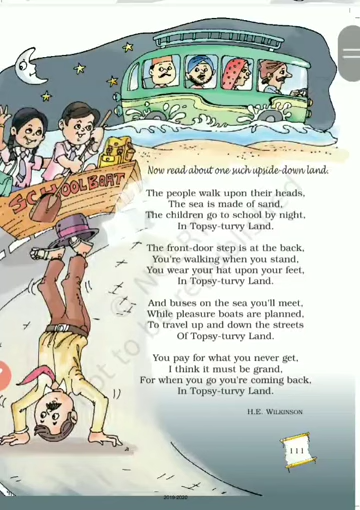 SCHOOLBOAT
Now read about one such upside-down land.
The people walk upon their heads,
The sea is made of sand,
The children go to school by night,
In Topsy-turvy Land.
The front-door step is at the back,
You're walking when you stand,
You wear your hat upon your feet,
In Topsy-turvy Land.
And buses on the sea you'll meet,
While pleasure boats are planned,
To travel up and down the streets
Of Topsy-turvy Land.
You pay for what you never get,
I think it must be grand,
For when you go you're coming back,
In Topsy-turvy Land.
H.E. WILKINSON
111
not to be